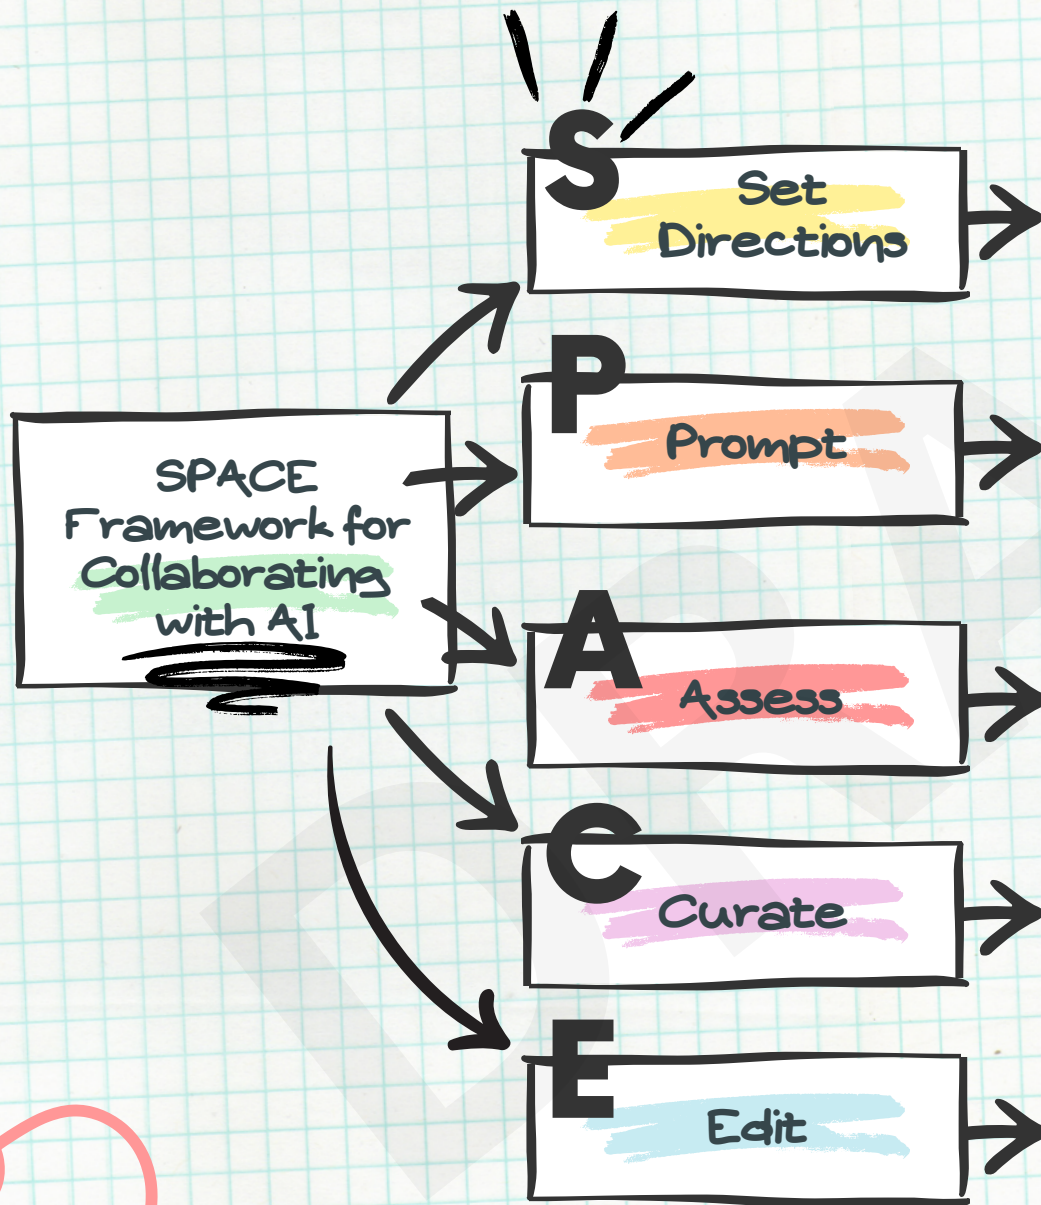 SPACE
Framework for
Collaborating
with AI
S
Set
Directions
P
Prompt
A
Assess
C
Curate
E
Edit